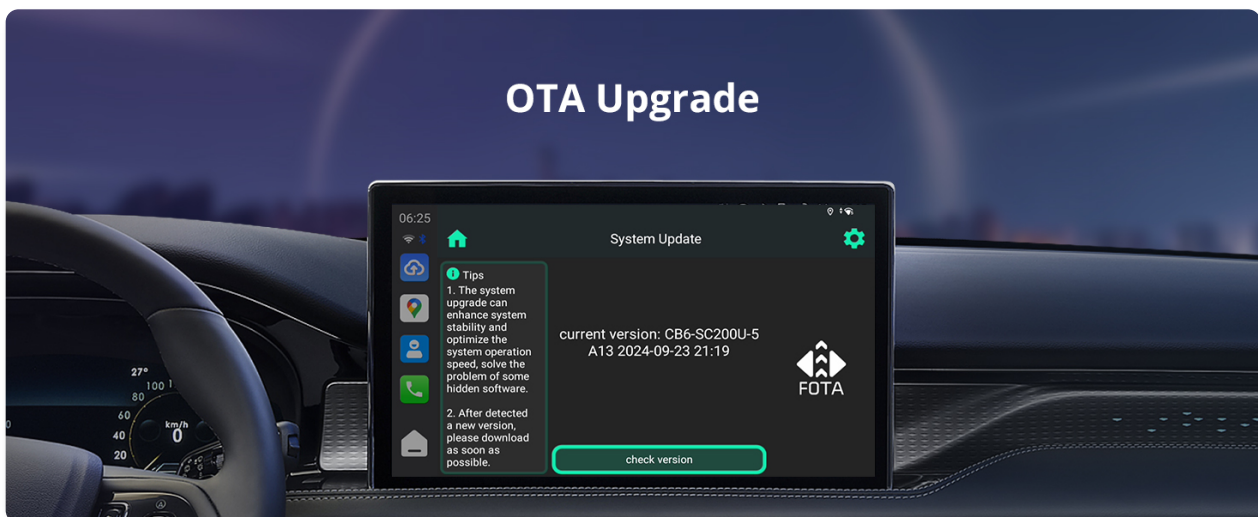 OTA Upgrade
06:25
System Update
Tips
1. The system
upgrade can
enhance system
stability and
optimize the
system operation
speed, solve the
problem of some
hidden software.
2. After detected
a new version,
please download
as soon as
possible.
current version: CB6-SC200U-5
A13 2024-09-23 21:19
FOTA
check version
27°
100
80
60
40
20
km/h
0